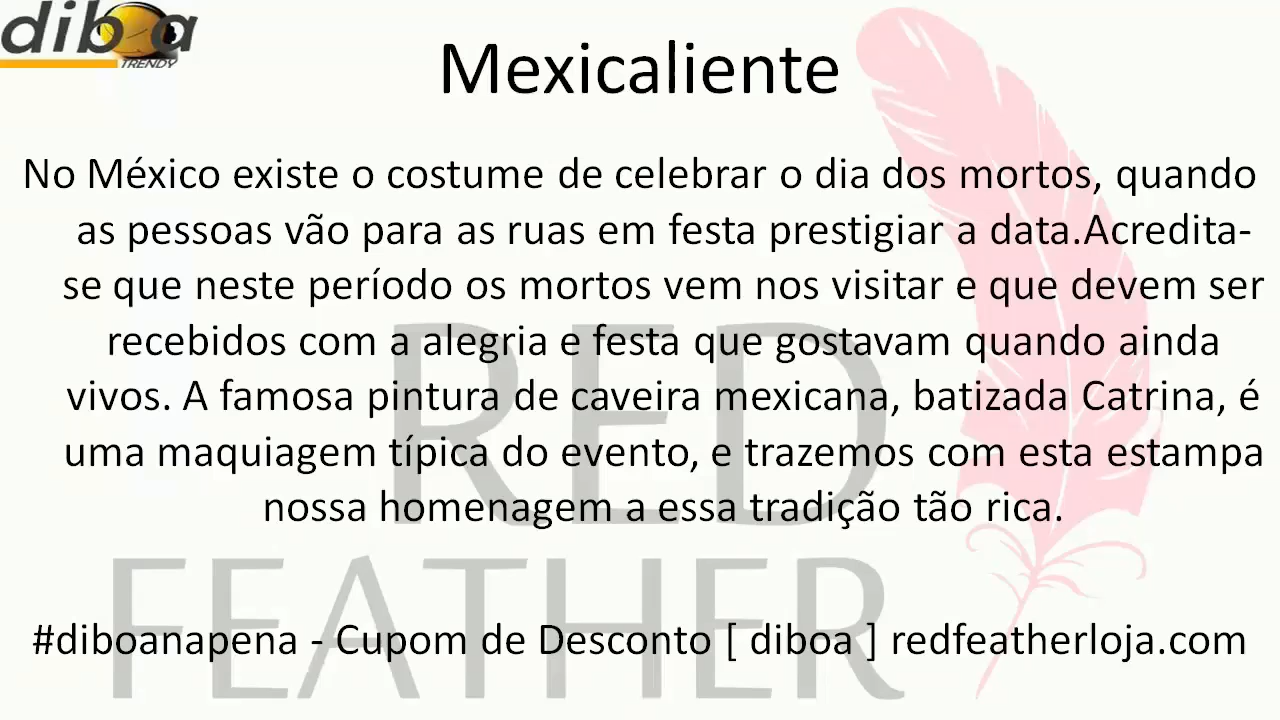 diboa
TRENDY
Mexicaliente
No México existe o costume de celebrar o dia dos mortos, quando
as pessoas vão para as ruas em festa prestigiar a data.Acredita-
se que neste período os mortos vem nos visitar e que devem ser
recebidos com a alegria e festa que gostavam quando ainda
vivos. A famosa pintura de caveira mexicana, batizada Catrina, é
uma maquiagem típica do evento, e trazemos com esta estampa
nossa homenagem a essa tradição tão rica.
RED
FEATHER
#diboanapena - Cupom de Desconto [ diboa ] redfeatherloja.com